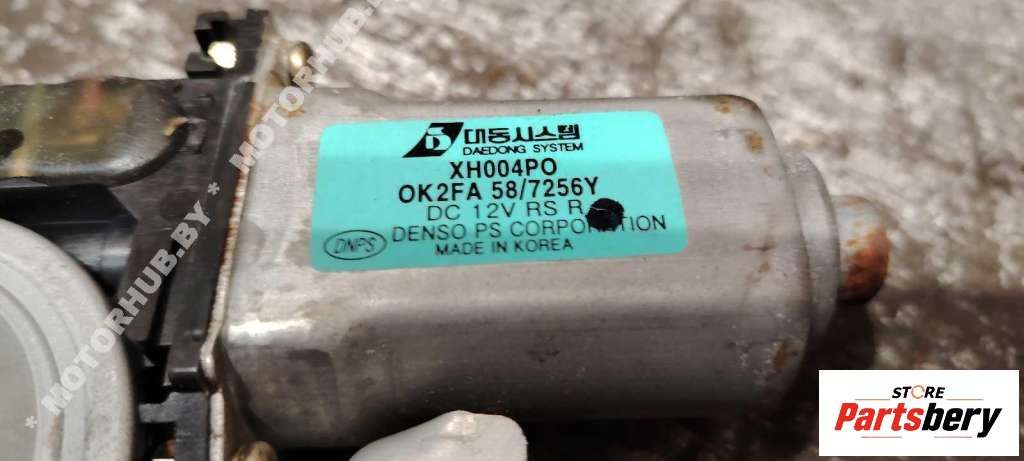 대동시스템
DAEDONG SYSTEM
XH004PO
OK2FA 58/7256Y
DC 12V RS R
DENSO PS CORPORATION
DNPS
MADE IN KOREA
* MOTORHUB.BY * MOTORHUB.BY
STORE
Partsbery